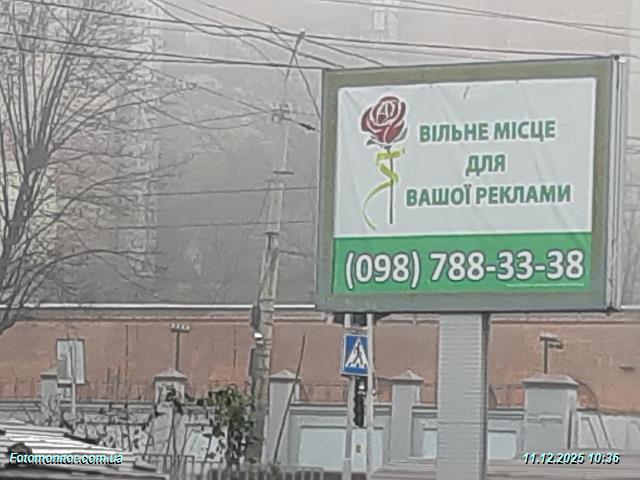 ВІЛЬНЕ МІСЦЕ
ДЛЯ
ВАШОЇ РЕКЛАМИ
(098) 788-33-38
Fotomonitor.com.ua
11.12.2025 10:36